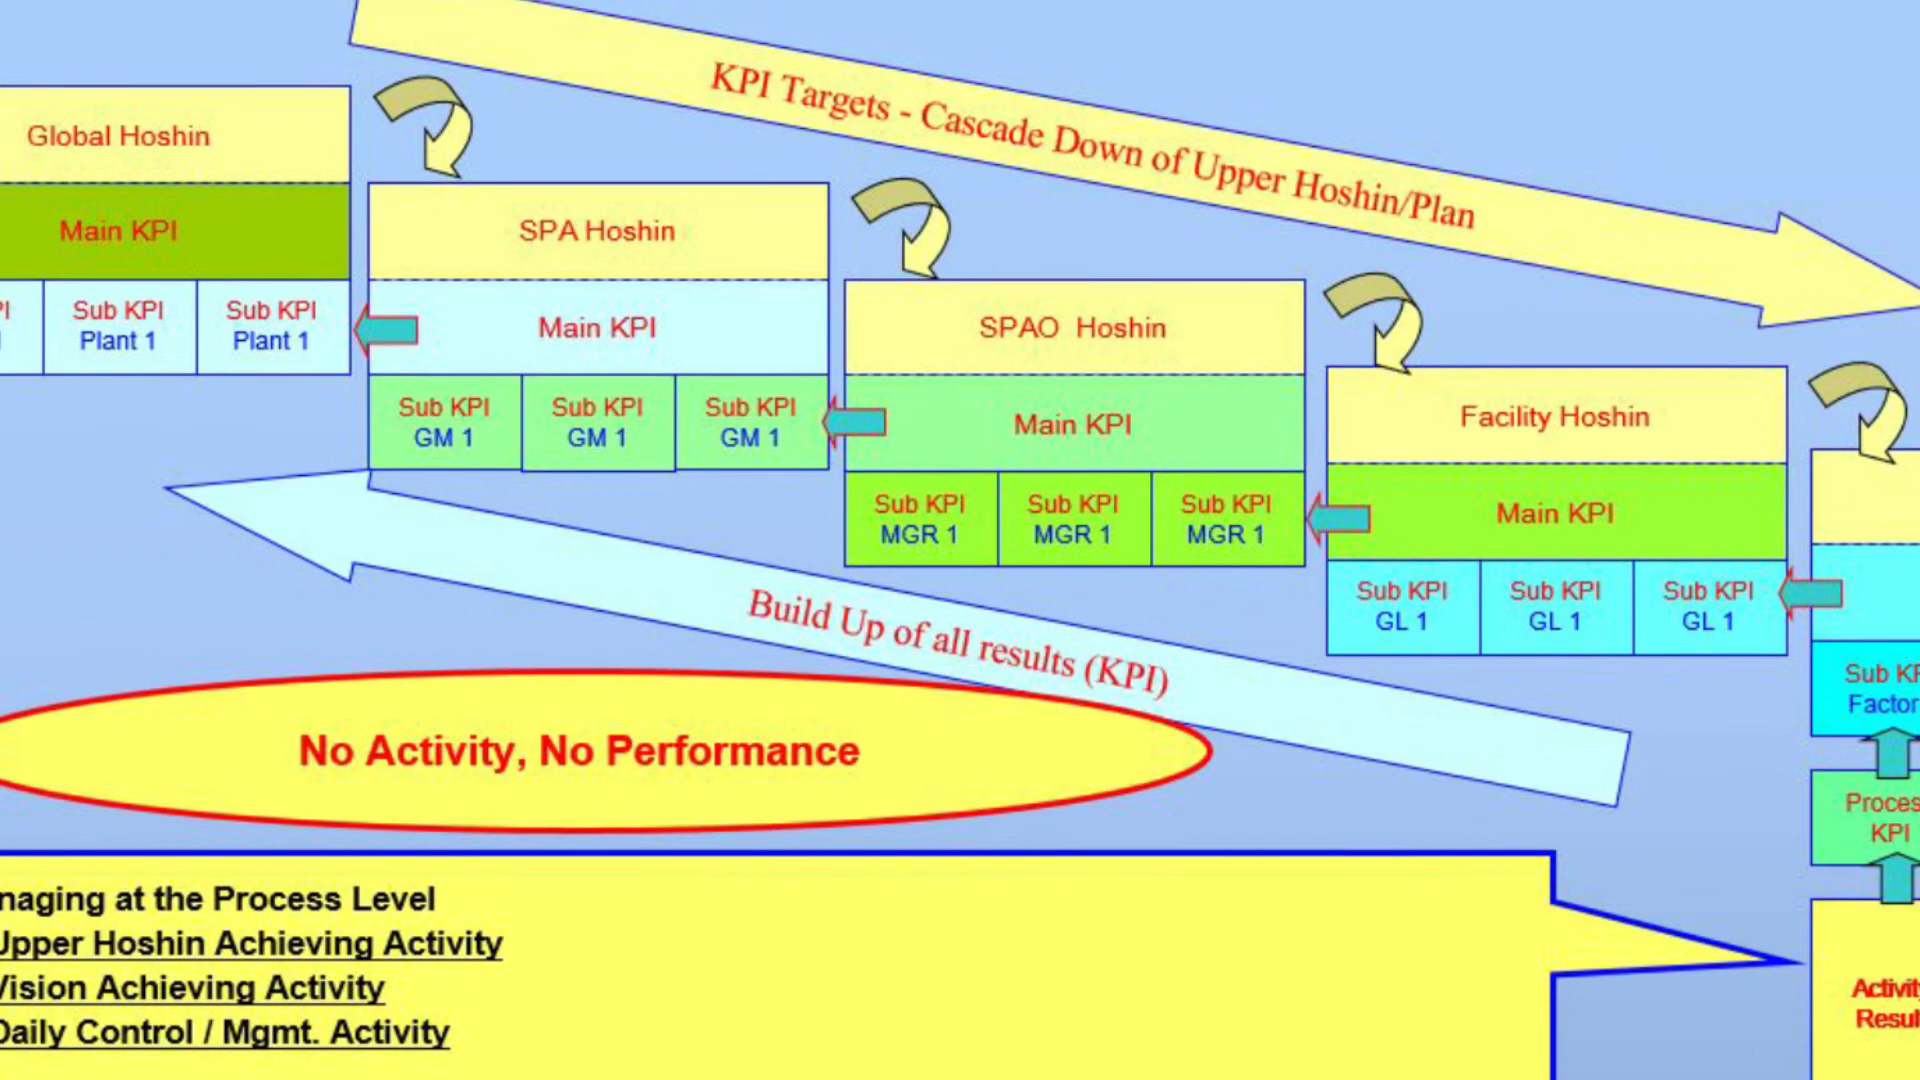 KPI Targets - Cascade Down of Upper Hoshin/Plan
Global Hoshin
Main KPI
Sub KPI
Plant 1
Sub KPI
Plant 1
SPA Hoshin
Main KPI
Sub KPI
GM 1
Sub KPI
GM 1
Sub KPI
GM 1
SPAO Hoshin
Main KPI
Sub KPI
MGR 1
Sub KPI
MGR 1
Sub KPI
MGR 1
Facility Hoshin
Main KPI
Sub KPI
GL 1
Sub KPI
GL 1
Sub KPI
GL 1
Sub
KPI
Build Up of all results (KPI)
No Activity, No Performance
at the Process Level
Upper Hoshin Achieving Activity
Vision Achieving Activity
Daily Control / Mgmt. Activity